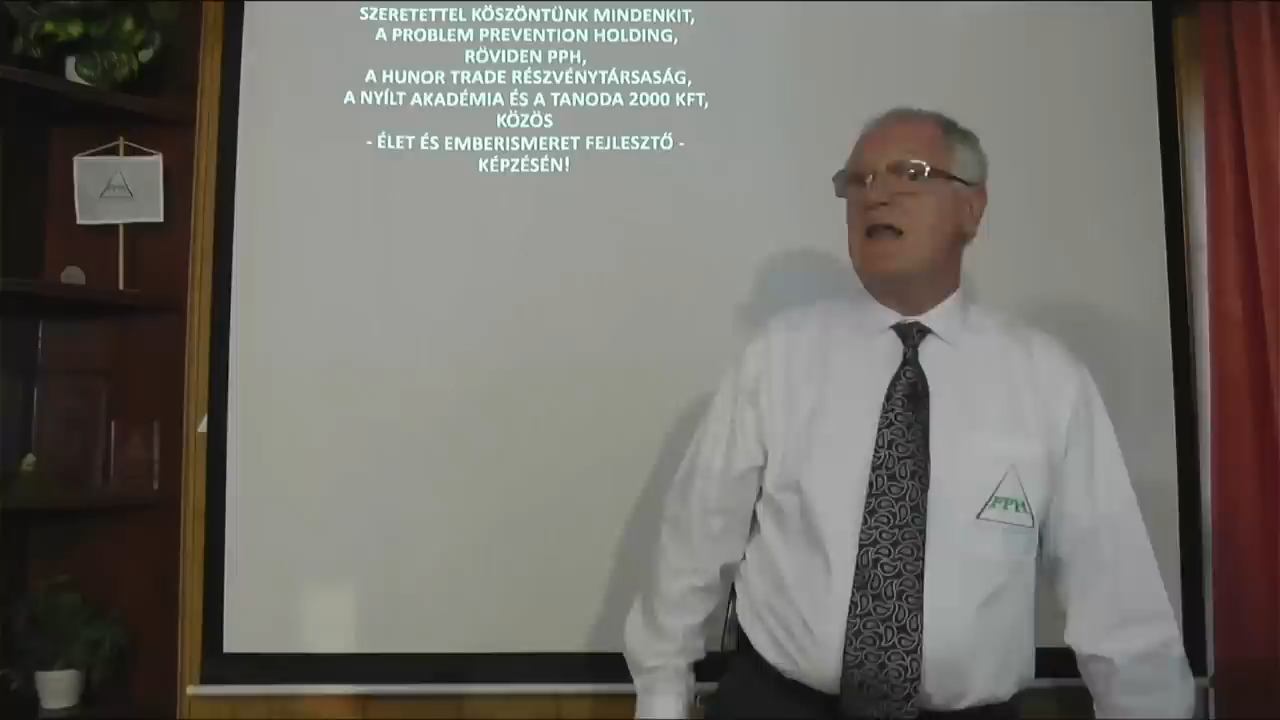 SZERETETTEL KÖSZÖNTÜNK MINDENKIT,
A PROBLEM PREVENTION HOLDING,
RÖVIDEN PPH,
A HUNOR TRADE RÉSZVÉNYTÁRSASÁG,
A NYÍLT AKADÉMIA ÉS A TANODA 2000 KFT,
KÖZÖS
- ÉLET ÉS EMBERISMERET FEJLESZTŐ -
KÉPZÉSÉN!
PPH
PPH